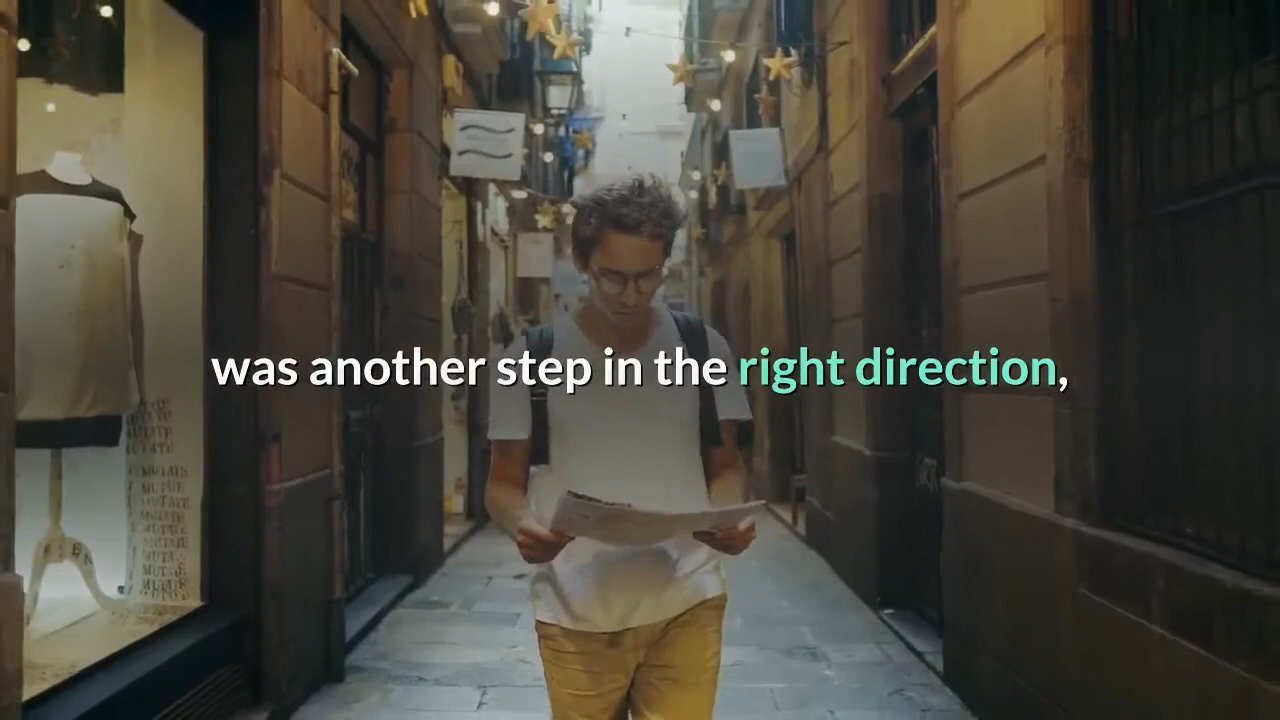 was another step in the right direction,